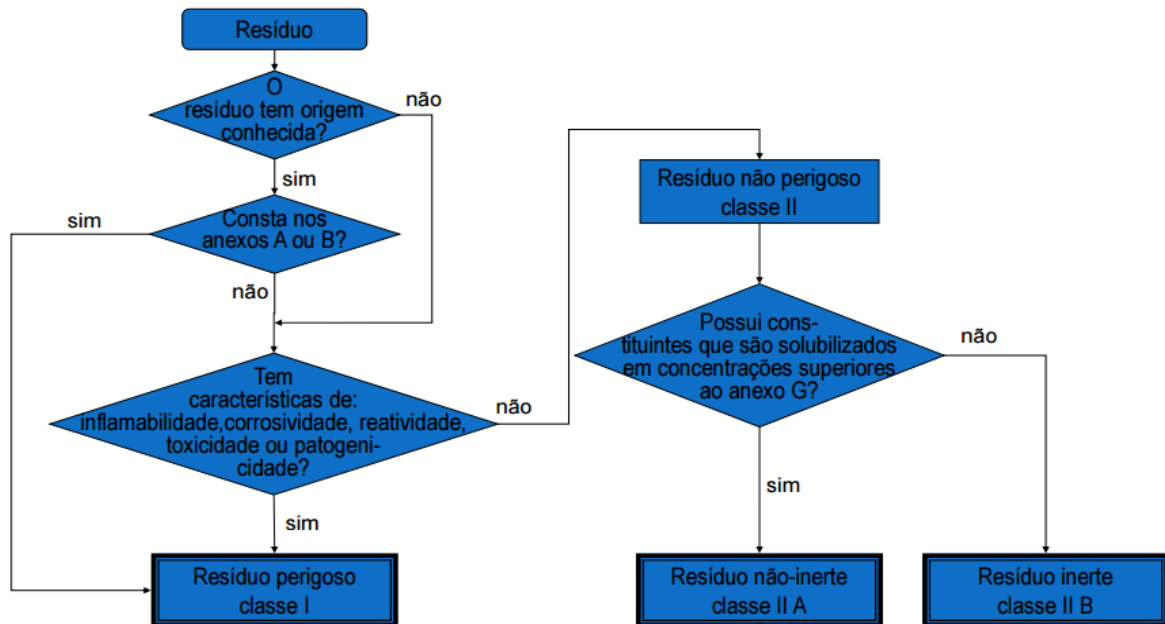 Resíduo
O
resíduo tem origem
conhecida?
não
sim
Consta nos
anexos A ou B?
sim
não
Tem
características de:
inflamabilidade,corrosividade, reatividade,
toxicidade ou patogeni-
cidade?
não
sim
Resíduo perigoso
classe I
Resíduo não perigoso
classe II
Possui cons-
tituintes que são solubilizados
em concentrações superiores
ao anexo G?
não
sim
Resíduo não-inerte
classe II A
Resíduo inerte
classe II B